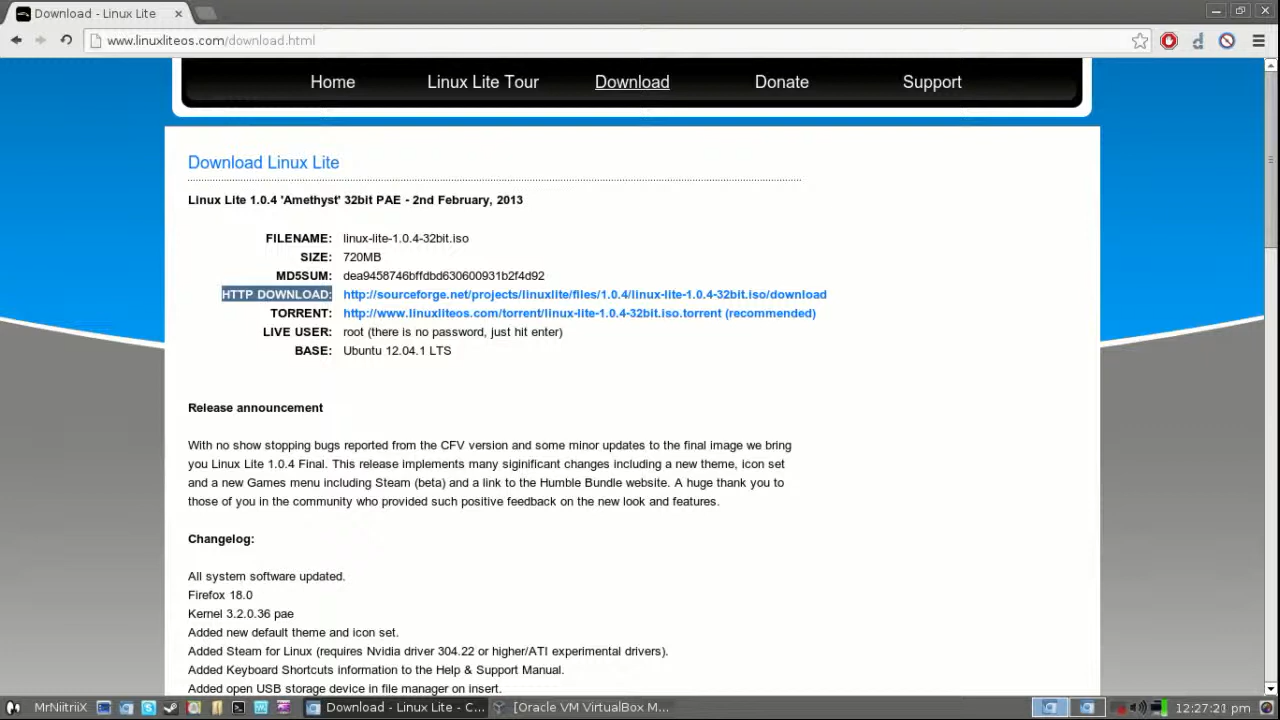 Download - Linux Lite
www.linuxliteos.com/download.html
Home Linux Lite Tour Download Donate Support
Download Linux Lite
Linux Lite 1.0.4 'Amethyst' 32bit PAE - 2nd February, 2013
FILENAME: linux-lite-1.0.4-32bit.iso
SIZE: 720MB
MD5SUM: dea9458746bffdbd630600931b2f4d92
HTTP DOWNLOAD: http://sourceforge.net/projects/linuxlite/files/1.0.4/linux-lite-1.0.4-32bit.iso/download
TORRENT: http://www.linuxliteos.com/torrent/linux-lite-1.0.4-32bit.iso.torrent (recommended)
LIVE USER: root (there is no password, just hit enter)
BASE: Ubuntu 12.04.1 LTS
Release announcement
With no show stopping bugs reported from the CFV version and some minor updates to the final image we bring
you Linux Lite 1.0.4 Final. This release implements many siginificant changes including a new theme, icon set
and a new Games menu including Steam (beta) and a link to the Humble Bundle website. A huge thank you to
those of you in the community who provided such positive feedback on the new look and features.
Changelog:
All system software updated.
Firefox 18.0
Kernel 3.2.0.36 pae
Added new default theme and icon set.
Added Steam for Linux (requires Nvidia driver 304.22 or higher/ATI experimental drivers).
Added Keyboard Shortcuts information to the Help & Support Manual.
Added open USB storage device in file manager on insert.
MrNiitriiX Download - Linux Lite - C... [Oracle VM VirtualBox M... 12:27:21 pm